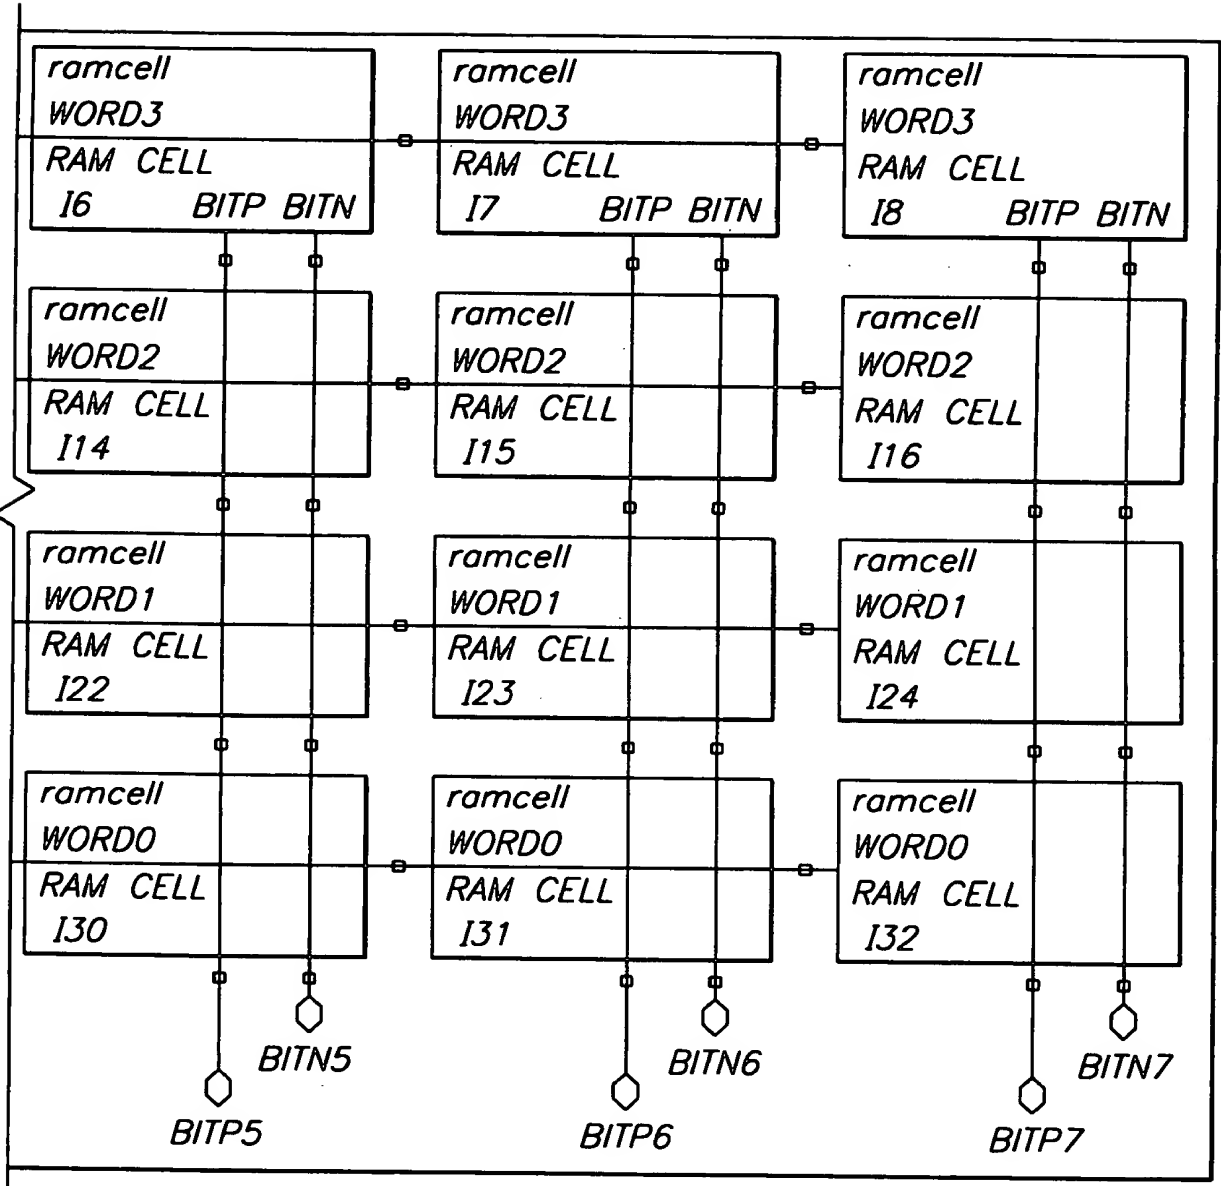 ramcell
WORD3
RAM CELL
I6 BITP BITN
ramcell
WORD3
RAM CELL
I7 BITP BITN
ramcell
WORD3
RAM CELL
I8 BITP BITN
ramcell
WORD2
RAM CELL
I14
ramcell
WORD2
RAM CELL
I15
ramcell
WORD2
RAM CELL
I16
ramcell
WORD1
RAM CELL
I22
ramcell
WORD1
RAM CELL
I23
ramcell
WORD1
RAM CELL
I24
ramcell
WORD0
RAM CELL
I30
ramcell
WORD0
RAM CELL
I31
ramcell
WORD0
RAM CELL
I32
BITN5
BITN6
BITN7
BITP5
BITP6
BITP7